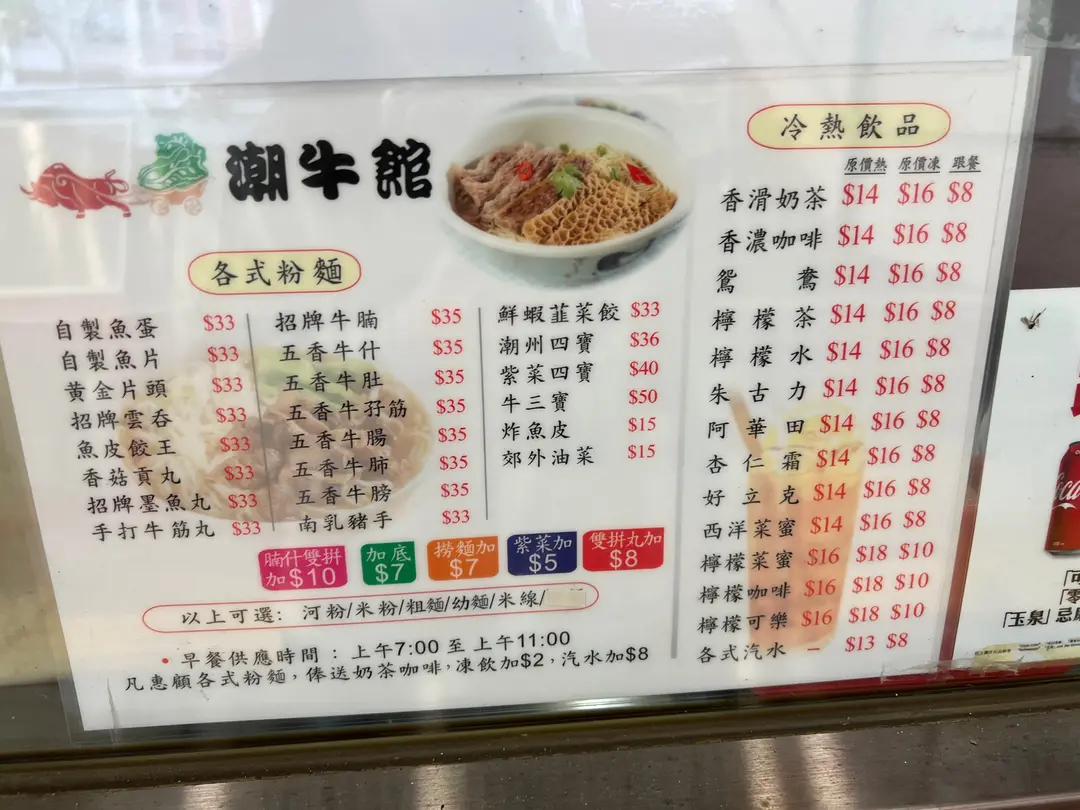 潮牛館
各式粉麵
自製魚蛋 $33
自製魚片 $33
黃金片頭 $33
招牌雲吞 $33
魚皮餃王 $33
香菇貢丸 $33
招牌墨魚丸 $33
手打牛筋丸 $33
招牌牛腩 $35
五香牛什 $35
五香牛肚 $35
五香牛孖筋 $35
五香牛腸 $35
五香牛肺 $35
五香牛膀 $35
南乳豬手 $33
鮮蝦韮菜餃 $33
潮州四寶 $36
紫菜四寶 $40
牛三寶 $50
炸魚皮 $15
郊外油菜 $15
腩什雙拼
加$10
加底
$7
撈麵加
$7
紫菜加
$5
雙拼丸加
$8
以上可選: 河粉/米粉/粗麵/幼麵/米線/
• 早餐供應時間:上午7:00 至上午11:00
凡惠顧各式粉麵,俸送奶茶咖啡,凍飲加$2,汽水加$8
冷熱飲品
原價熱 原價凍 跟餐
香滑奶茶 $14 $16 $8
香濃咖啡 $14 $16 $8
鴛鴦 $14 $16 $8
檸檬茶 $14 $16 $8
檸檬水 $14 $16 $8
朱古力 $14 $16 $8
阿華田 $14 $16 $8
杏仁霜 $14 $16 $8
好立克 $14 $16 $8
西洋菜蜜 $14 $16 $8
檸檬菜蜜 $16 $18 $10
檸檬咖啡 $16 $18 $10
檸檬可樂 $16 $18 $10
各式汽水 – $13 $8
「玉泉」忌